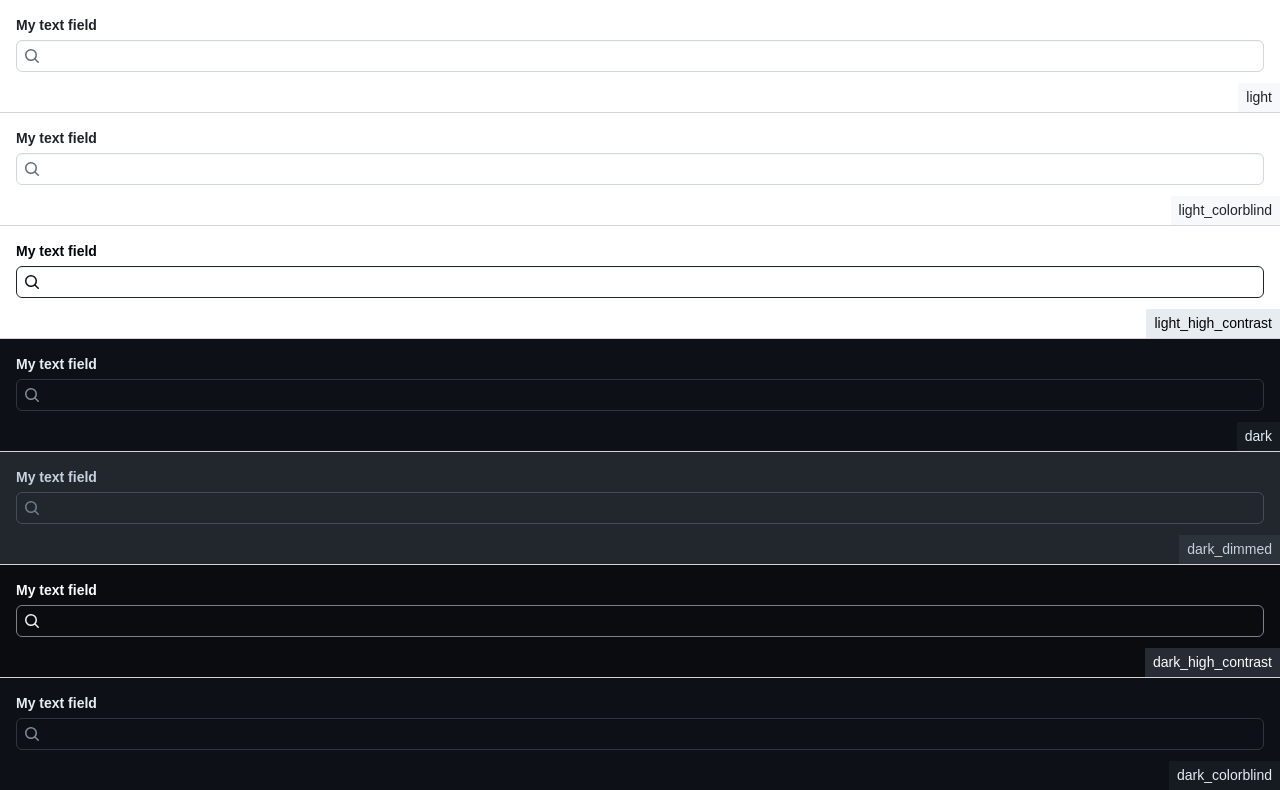 My text field
light
My text field
light_colorblind
My text field
light_high_contrast
My text field
dark
My text field
dark_dimmed
My text field
dark_high_contrast
My text field
dark_colorblind